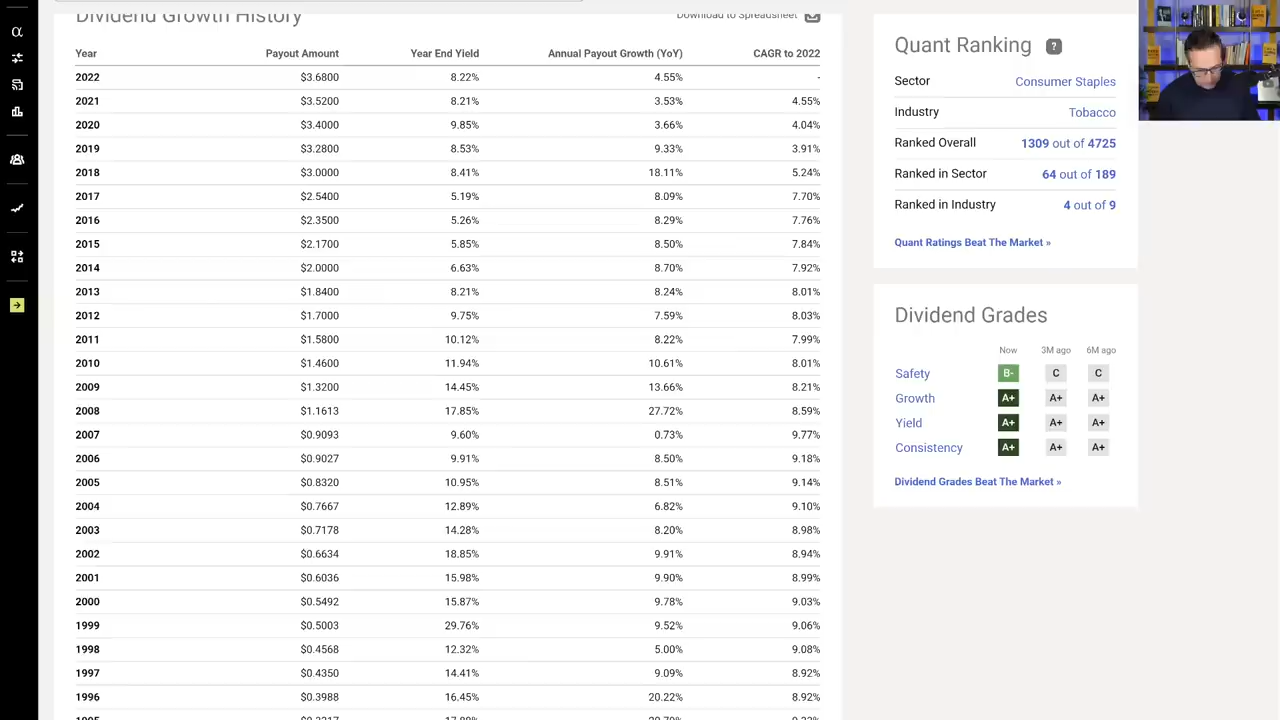 Dividend Growth History
Download to Spreadsheet
Year Payout Amount Year End Yield Annual Payout Growth (YoY) CAGR to 2022
2022 $3.6800 8.22% 4.55% -
2021 $3.5200 8.21% 3.53% 4.55%
2020 $3.4000 9.85% 3.66% 4.04%
2019 $3.2800 8.53% 9.33% 3.91%
2018 $3.0000 8.41% 18.11% 5.24%
2017 $2.5400 5.19% 8.09% 7.70%
2016 $2.3500 5.26% 8.29% 7.76%
2015 $2.1700 5.85% 8.50% 7.84%
2014 $2.0000 6.63% 8.70% 7.92%
2013 $1.8400 8.21% 8.24% 8.01%
2012 $1.7000 9.75% 7.59% 8.03%
2011 $1.5800 10.12% 8.22% 7.99%
2010 $1.4600 11.94% 10.61% 8.01%
2009 $1.3200 14.45% 13.66% 8.21%
2008 $1.1613 17.85% 27.72% 8.59%
2007 $0.9093 9.60% 0.73% 9.77%
2006 $0.9027 9.91% 8.50% 9.18%
2005 $0.8320 10.95% 8.51% 9.14%
2004 $0.7667 12.89% 6.82% 9.10%
2003 $0.7178 14.28% 8.20% 8.98%
2002 $0.6634 18.85% 9.91% 8.94%
2001 $0.6036 15.98% 9.90% 8.99%
2000 $0.5492 15.87% 9.78% 9.03%
1999 $0.5003 29.76% 9.52% 9.06%
1998 $0.4568 12.32% 5.00% 9.08%
1997 $0.4350 14.41% 9.09% 8.92%
1996 $0.3988 16.45% 20.22% 8.92%
Quant Ranking ?
Sector Consumer Staples
Industry Tobacco
Ranked Overall 1309 out of 4725
Ranked in Sector 64 out of 189
Ranked in Industry 4 out of 9
Quant Ratings Beat The Market »
Dividend Grades
Now 3M ago 6M ago
Safety B- C C
Growth A+ A+ A+
Yield A+ A+ A+
Consistency A+ A+ A+
Dividend Grades Beat The Market »